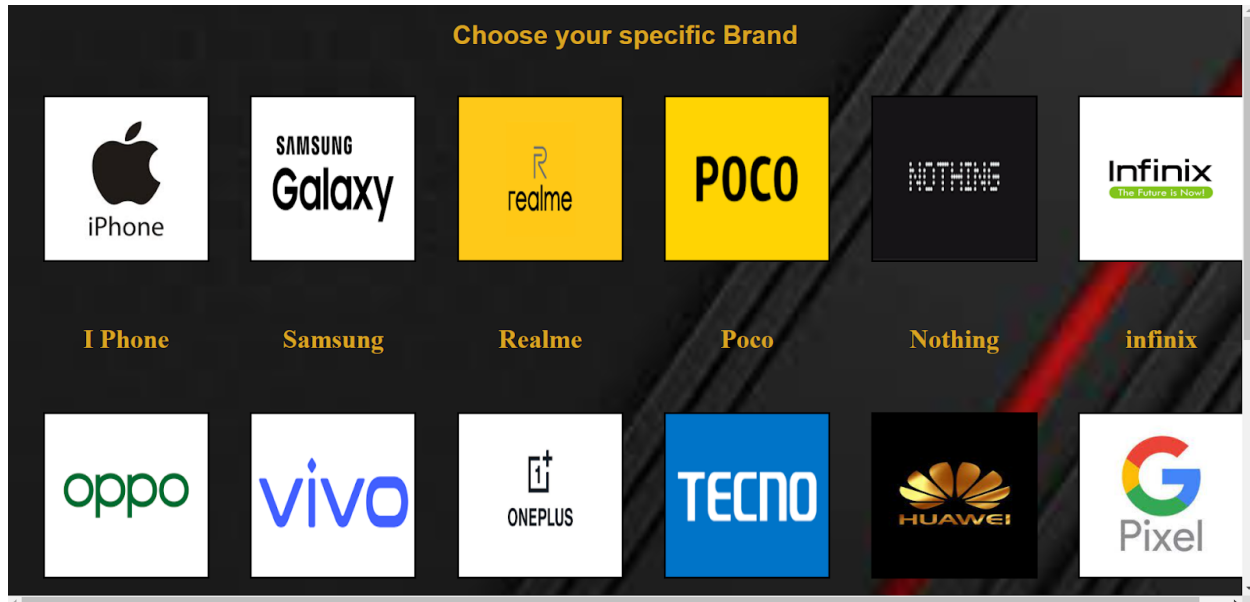 Choose your specific Brand
iPhone
SAMSUNG
Galaxy
R
realme
POCO
NOTHING
Infinix
The Future is Now!
I Phone
Samsung
Realme
Poco
Nothing
infinix
oppo
vivo
1+
ONEPLUS
TECNO
HUAWEI
G
Pixel